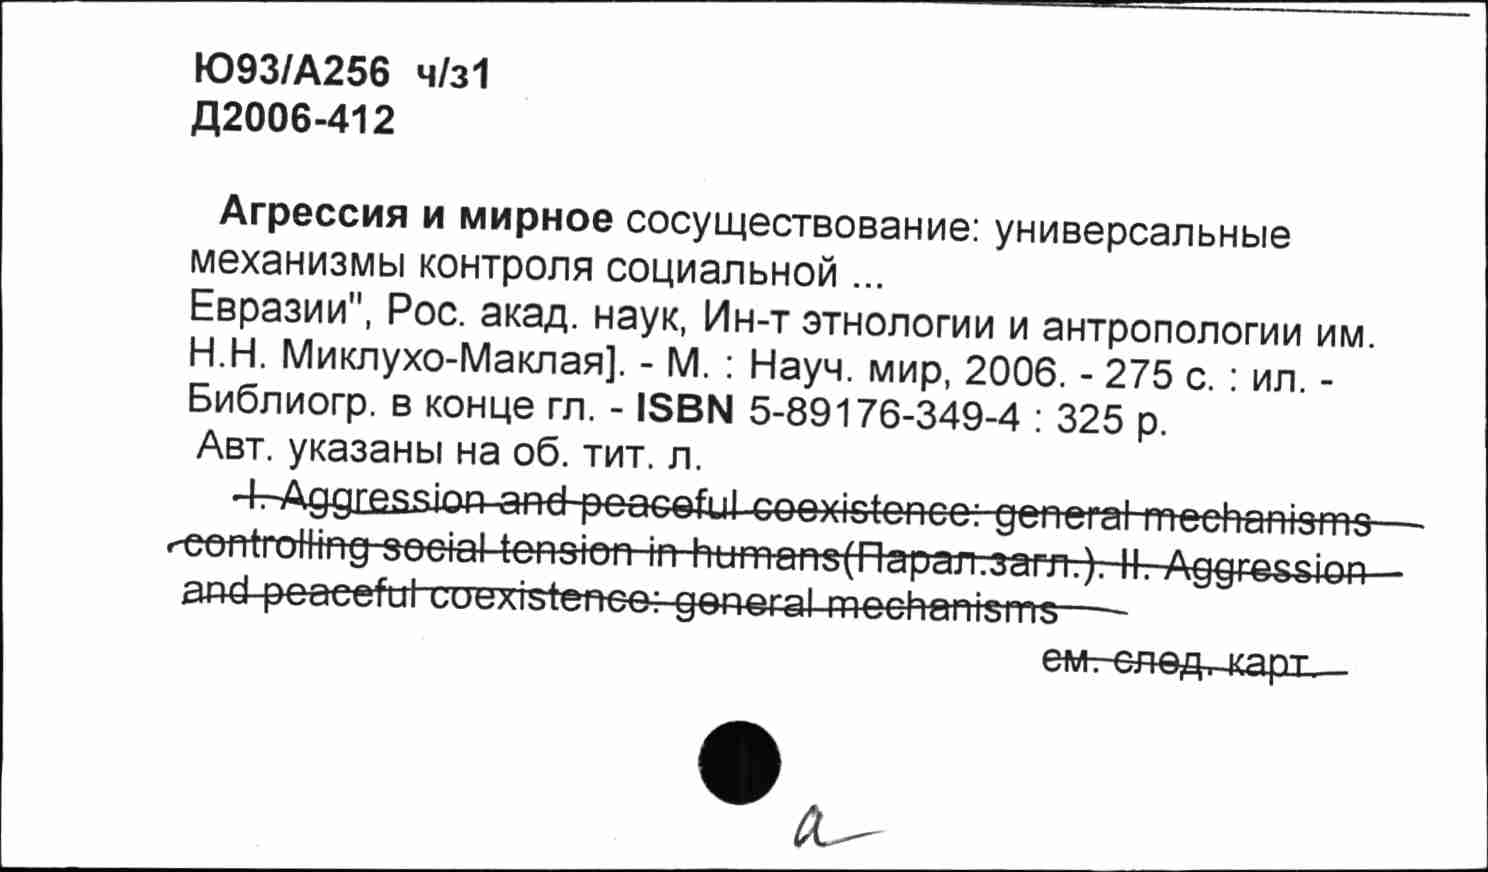 Ю93/А256 ч/з1
Д2006-412
Агрессия и мирное сосуществование: универсальные
механизмы контроля социальной ...
Евразии", Рос. акад. наук, Ин-т этнологии и антропологии им.
Н.Н. Миклухо-Маклая]. - М. : Науч. мир, 2006. - 275 с. : ил. -
Библиогр. в конце гл. - ISBN 5-89176-349-4 : 325 р.
Авт. указаны на об. тит. л.
I. Aggression and peaceful coexistence: general mechanisms
controlling social tension in humans(Парал.загл.). II. Aggression
and peaceful coexistence: general mechanisms
см. след. карт.
а